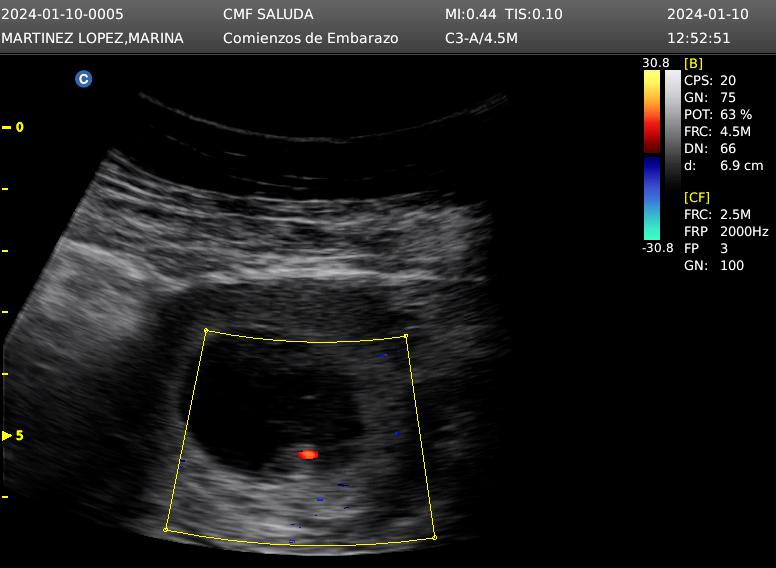 2024-01-10-0005 CMF SALUDA MI:0.44 TIS:0.10 2024-01-10
MARTINEZ LOPEZ,MARINA Comienzos de Embarazo C3-A/4.5M 12:52:51
C
30.8 [B]
CPS: 20
GN: 75
POT: 63 %
FRC: 4.5M
DN: 66
d: 6.9 cm
[CF]
FRC: 2.5M
FRP 2000Hz
-30.8 FP 3
GN: 100
0
5